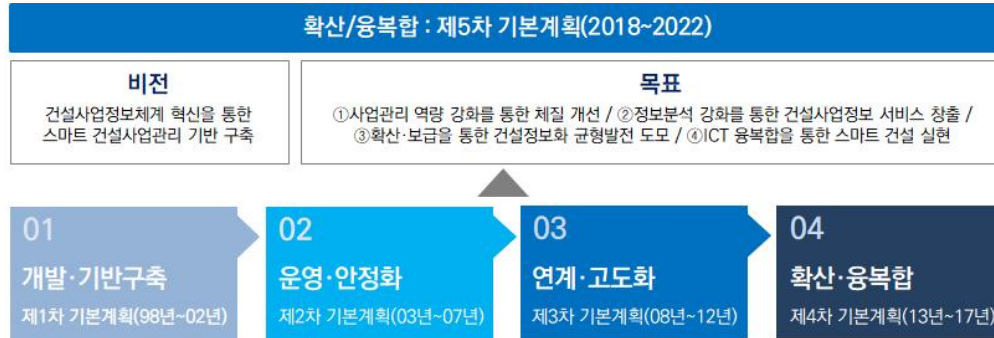 확산/융복합 : 제5차 기본계획(2018~2022)
비전
건설사업정보체계 혁신을 통한
스마트 건설사업관리 기반 구축
목표
①사업관리 역량 강화를 통한 체질 개선 / ②정보분석 강화를 통한 건설사업정보 서비스 창출 /
③확산·보급을 통한 건설정보화 균형발전 도모 / ④ICT 융복합을 통한 스마트 건설 실현
01
개발·기반구축
제1차 기본계획(98년~02년)
02
운영·안정화
제2차 기본계획(03년~07년)
03
연계·고도화
제3차 기본계획(08년~12년)
04
확산·융복합
제4차 기본계획(13년~17년)